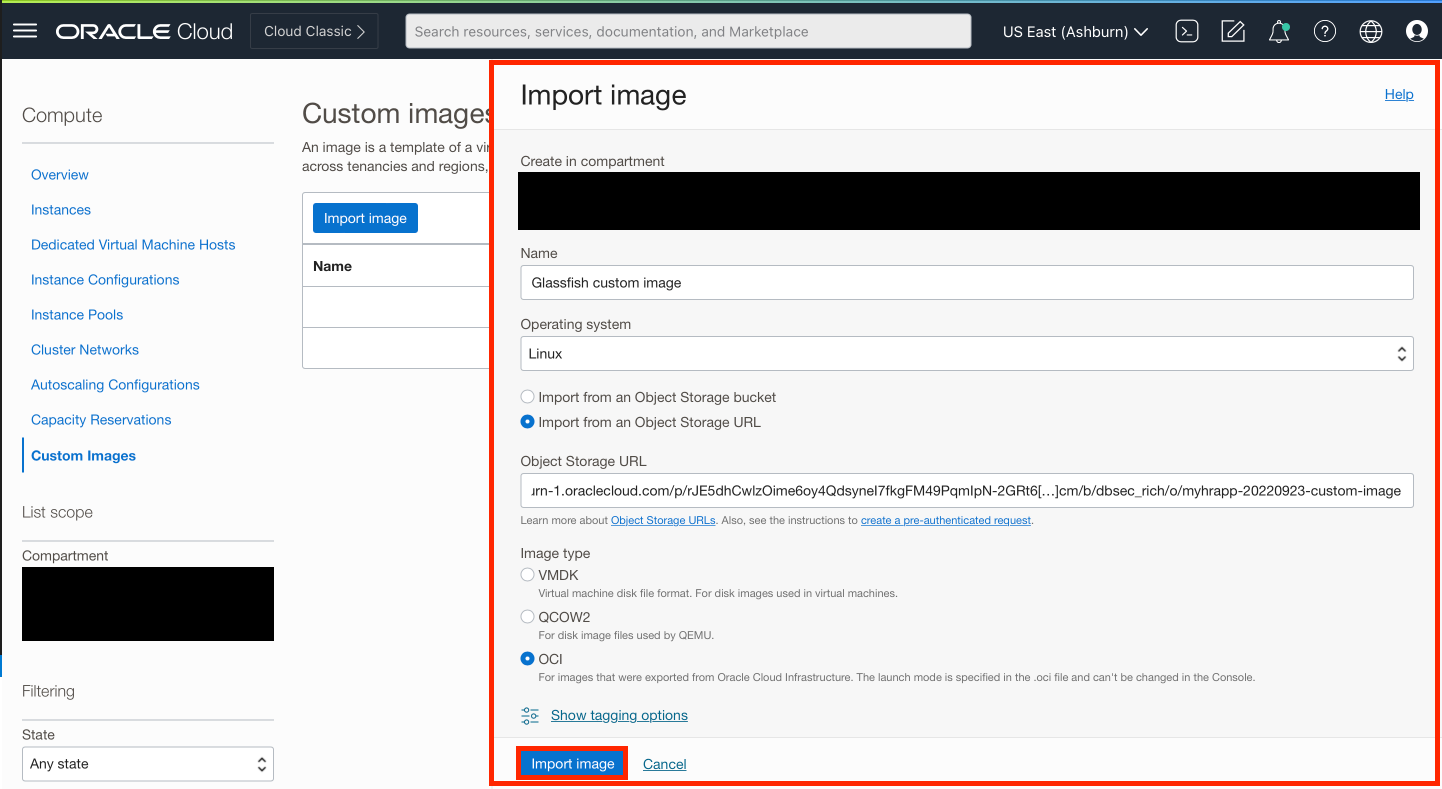 ORACLE Cloud
Cloud Classic
Search resources, services, documentation, and Marketplace
US East (Ashburn)
Compute
Overview
Instances
Dedicated Virtual Machine Hosts
Instance Configurations
Instance Pools
Cluster Networks
Autoscaling Configurations
Capacity Reservations
Custom Images
List scope
Compartment
Filtering
State
Any state
Custom images
An image is a template of a
across tenancies and regions,
Import image
Name
Import image
Help
Create in compartment
Name
Glassfish custom image
Operating system
Linux
Import from an Object Storage bucket
Import from an Object Storage URL
Object Storage URL
urn-1.oraclecloud.com/p/rJE5dhCwlzOime6oy4QdsyneI7fkgFM49PqmIpN-2GRt6[...]cm/b/dbsec_rich/o/myhrapp-20220923-custom-image
Learn more about Object Storage URLs. Also, see the instructions to create a pre-authenticated request.
Image type
VMDK
Virtual machine disk file format. For disk images used in virtual machines.
QCOW2
For disk image files used by QEMU.
OCI
For images that were exported from Oracle Cloud Infrastructure. The launch mode is specified in the .oci file and can't be changed in the Console.
Show tagging options
Import image
Cancel